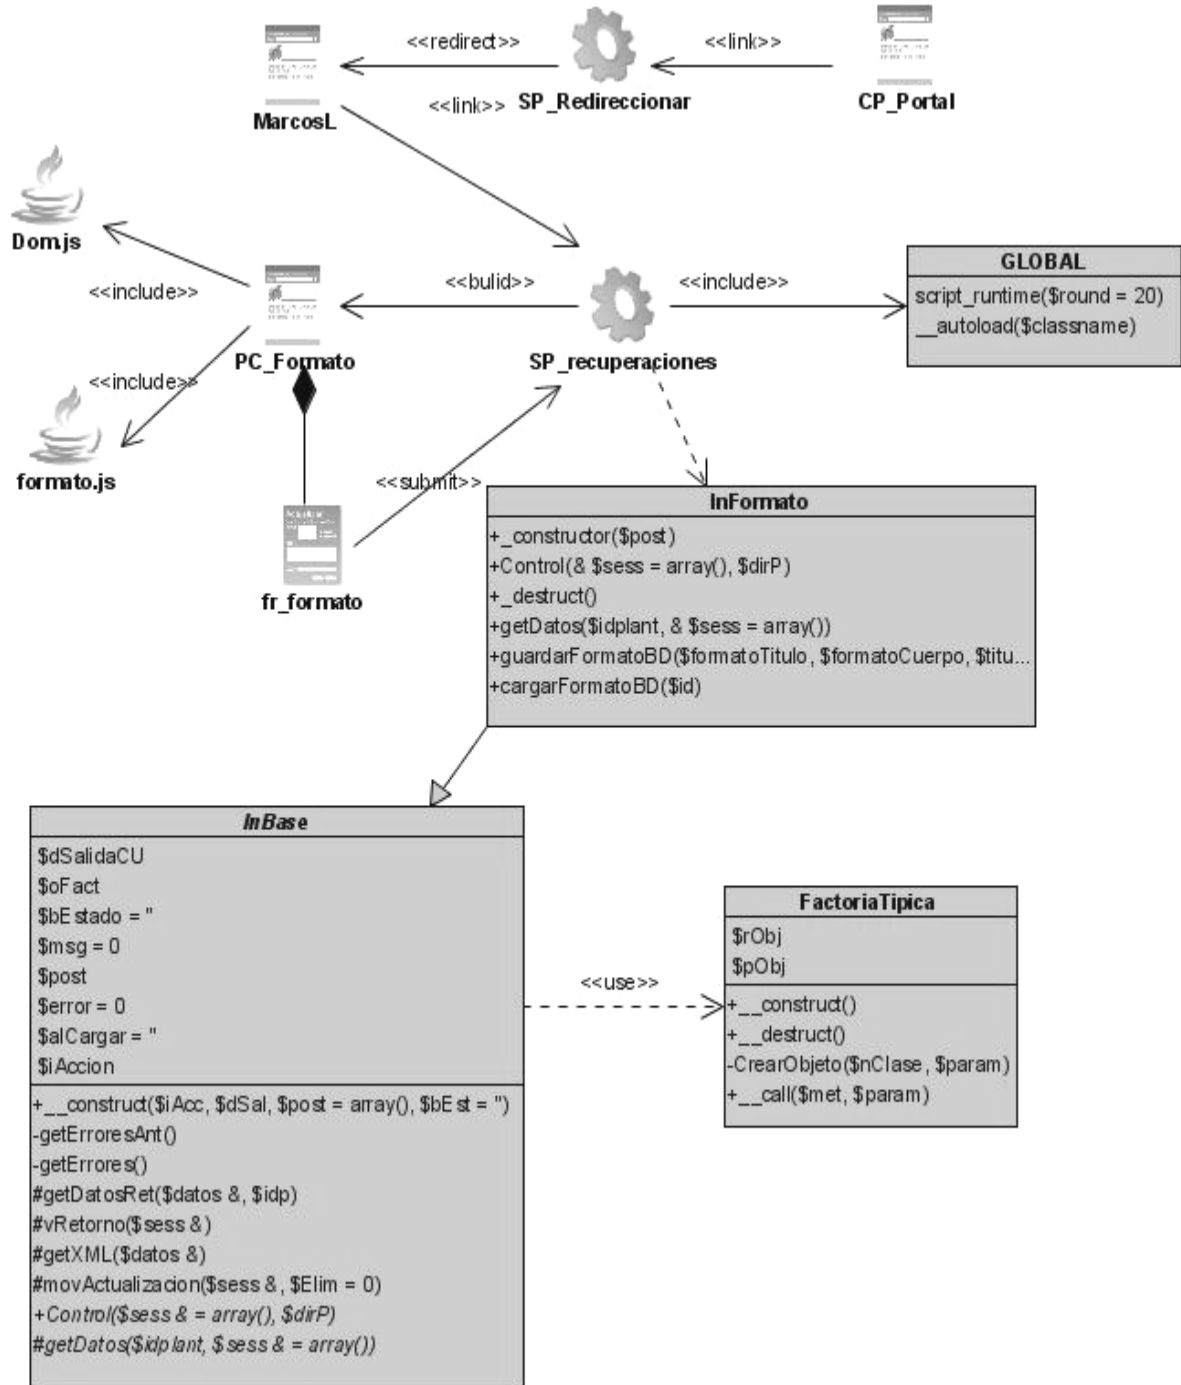 <<redirect>>
<<link>>
SP_Redireccionar
CP_Portal
<<link>>
MarcosL
Dom.js
<<include>>
<<bulid>>
<<include>>
GLOBAL
script_runtime($round = 20)
__autoload($classname)
PC_Formato
SP_recuperaciones
<<include>>
formato.js
<<submit>>
fr_formato
InFormato
+_constructor($post)
+Control(& $sess = array(), $dirP)
+_destruct()
+getDatos($idplant, & $sess = array())
+guardarFormatoBD($formatoTitulo, $formatoCuerpo, $titu...
+cargarFormatoBD($id)
InBase
$dSalidaCU
$oFact
$bEstado = ''
$msg = 0
$post
$error = 0
$alCargar = ''
$iAccion
+__construct($iAcc, $dSal, $post = array(), $bEst = '')
-getErroresAnt()
-getErrores()
#getDatosRet($datos &, $idp)
#vRetorno($sess &)
#getXML($datos &)
#movActualizacion($sess &, $Elim = 0)
+Control($sess & = array(), $dirP)
#getDatos($idplant, $sess & = array())
<<use>>
FactoriaTipica
$rObj
$pObj
+__construct()
+__destruct()
-CrearObjeto($nClase, $param)
+__call($met, $param)